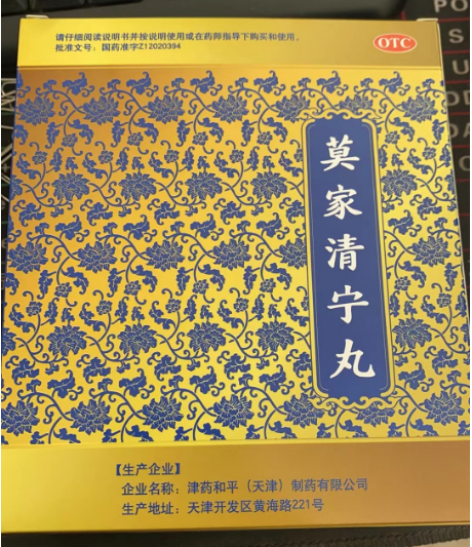 请仔细阅读说明书并按说明使用或在药师指导下购买和使用。
批准文号：国药准字Z12020394
OTC
莫家清宁丸
【生产企业】
企业名称：津药和平（天津）制药有限公司
生产地址：天津开发区黄海路221号